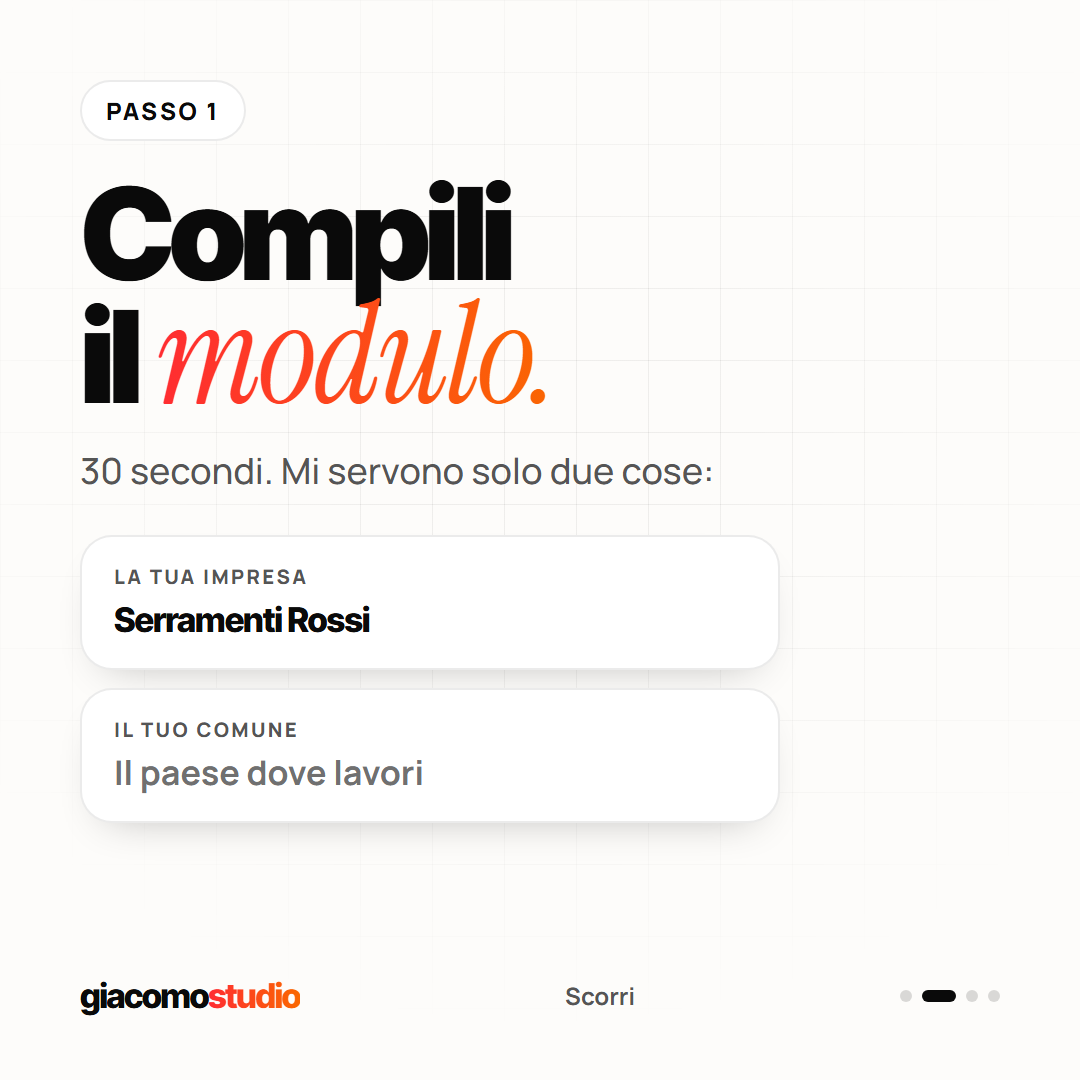 PASSO 1
Compili
il modulo.
30 secondi. Mi servono solo due cose:
LA TUA IMPRESA
Serramenti Rossi
IL TUO COMUNE
Il paese dove lavori
giacomostudio
Scorri